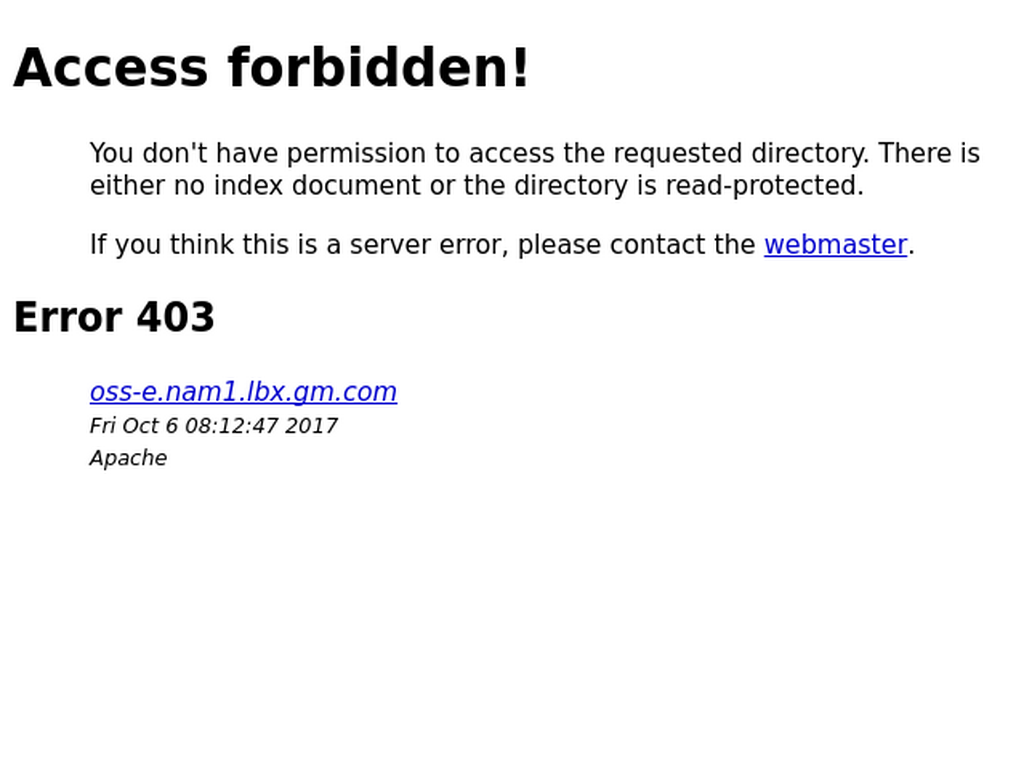 Access forbidden!
You don't have permission to access the requested directory. There is
either no index document or the directory is read-protected.
If you think this is a server error, please contact the webmaster.
Error 403
oss-e.nam1.lbx.gm.com
Fri Oct 6 08:12:47 2017
Apache